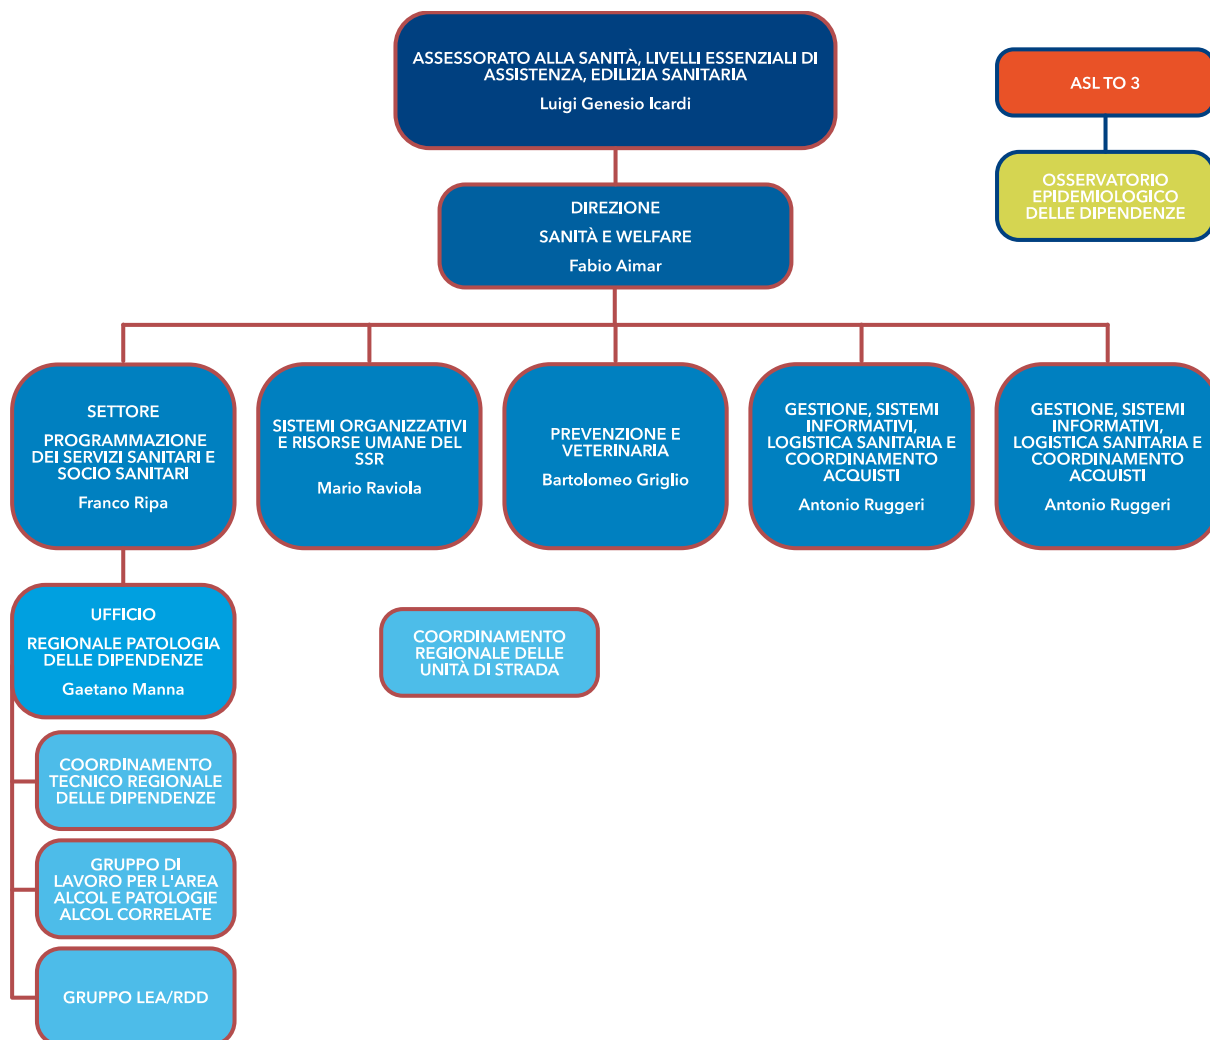 ASSESSORATO ALLA SANITÀ, LIVELLI ESSENZIALI DI
ASSISTENZA, EDILIZIA SANITARIA
Luigi Genesio Icardi
ASL TO 3
OSSERVATORIO
EPIDEMIOLOGICO
DELLE DIPENDENZE
DIREZIONE
SANITÀ E WELFARE
Fabio Aimar
SETTORE
PROGRAMMAZIONE
DEI SERVIZI SANITARI E
SOCIO SANITARI
Franco Ripa
SISTEMI ORGANIZZATIVI
E RISORSE UMANE DEL
SSR
Mario Raviola
PREVENZIONE E
VETERINARIA
Bartolomeo Griglio
GESTIONE, SISTEMI
INFORMATIVI,
LOGISTICA SANITARIA E
COORDINAMENTO
ACQUISTI
Antonio Ruggeri
GESTIONE, SISTEMI
INFORMATIVI,
LOGISTICA SANITARIA E
COORDINAMENTO
ACQUISTI
Antonio Ruggeri
UFFICIO
REGIONALE PATOLOGIA
DELLE DIPENDENZE
Gaetano Manna
COORDINAMENTO
REGIONALE DELLE
UNITÀ DI STRADA
COORDINAMENTO
TECNICO REGIONALE
DELLE DIPENDENZE
GRUPPO DI
LAVORO PER L'AREA
ALCOL E PATOLOGIE
ALCOL CORRELATE
GRUPPO LEA/RDD